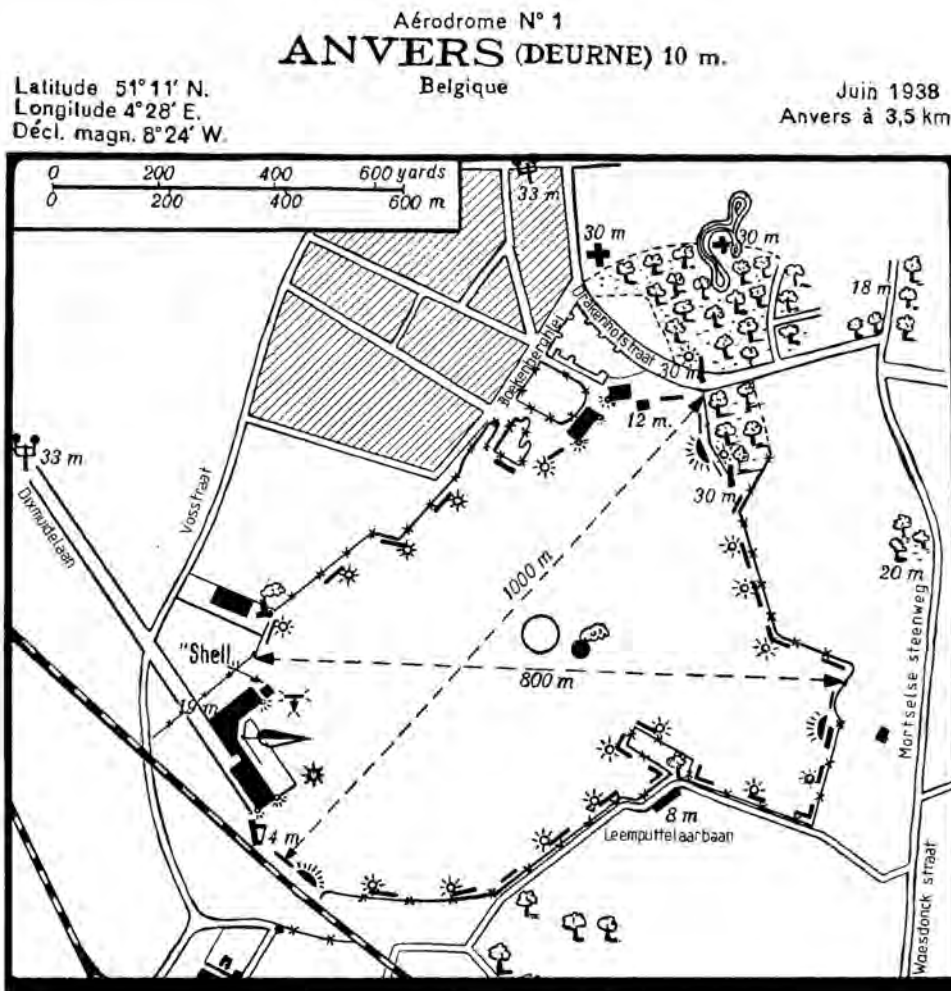 Aérodrome N° 1
ANVERS (DEURNE) 10 m.
Belgique
Latitude 51°11' N.
Longitude 4°28' E.
Décl. magn. 8°24' W.
Juin 1938
Anvers à 3,5 km
0 200 400 600 yards
0 200 400 600 m
33 m
30 m
30 m
18 m
Drakenhofstraat
Boekenberglei
30 m
12 m.
33 m
Dixmuidelaan
Vosstraat
30 m
1000 m
20 m
Mortselse steenweg
"Shell"
800 m
19 m
4 m
8 m
Leemputtelaarbaan
Waesdonck straat